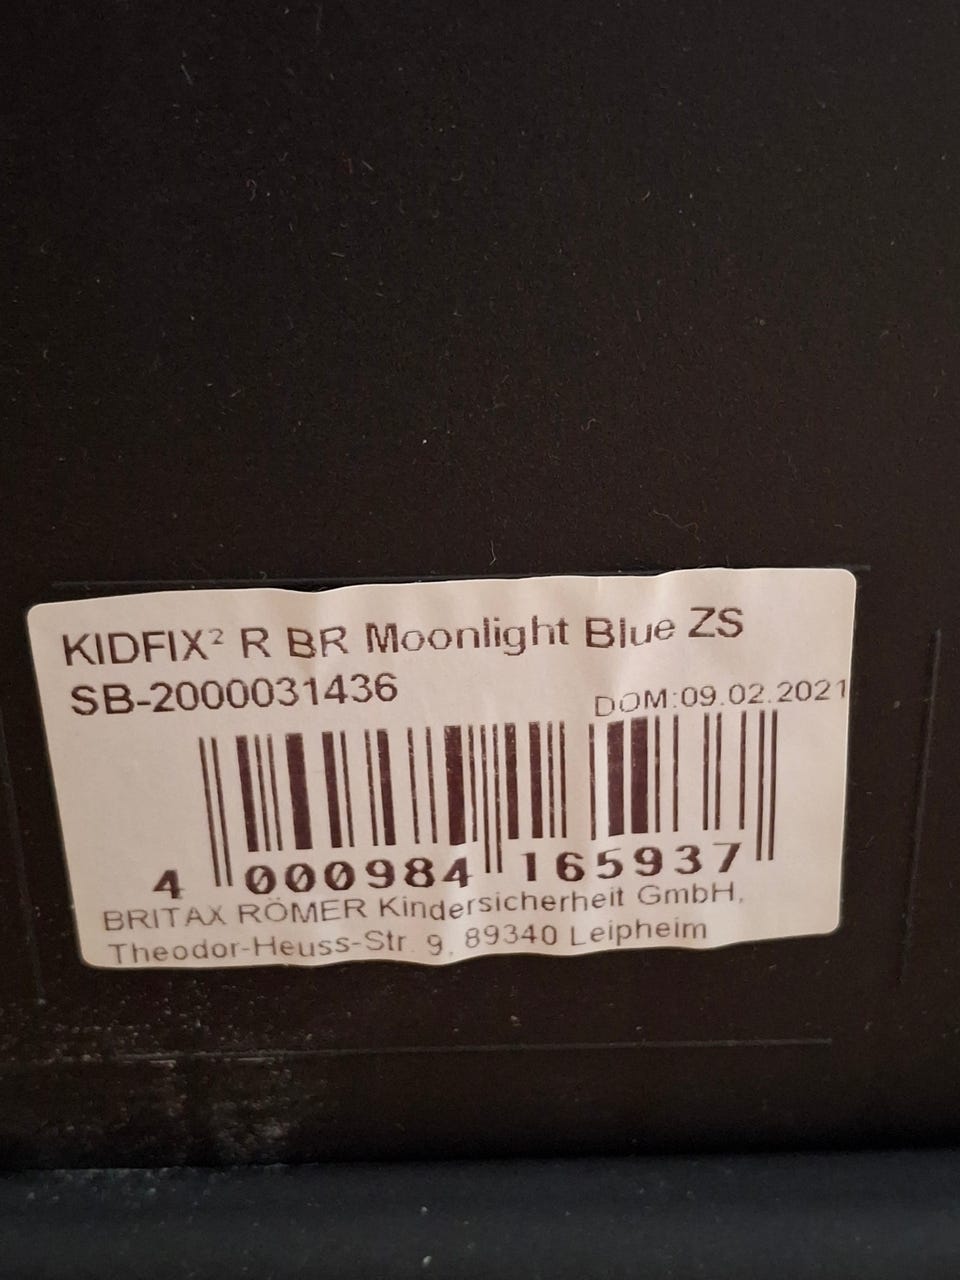 KIDFIX² R BR Moonlight Blue ZS
SB-2000031436
DOM:09.02.2021
4 000984 165937
BRITAX RÖMER Kindersicherheit GmbH,
Theodor-Heuss-Str. 9, 89340 Leipheim